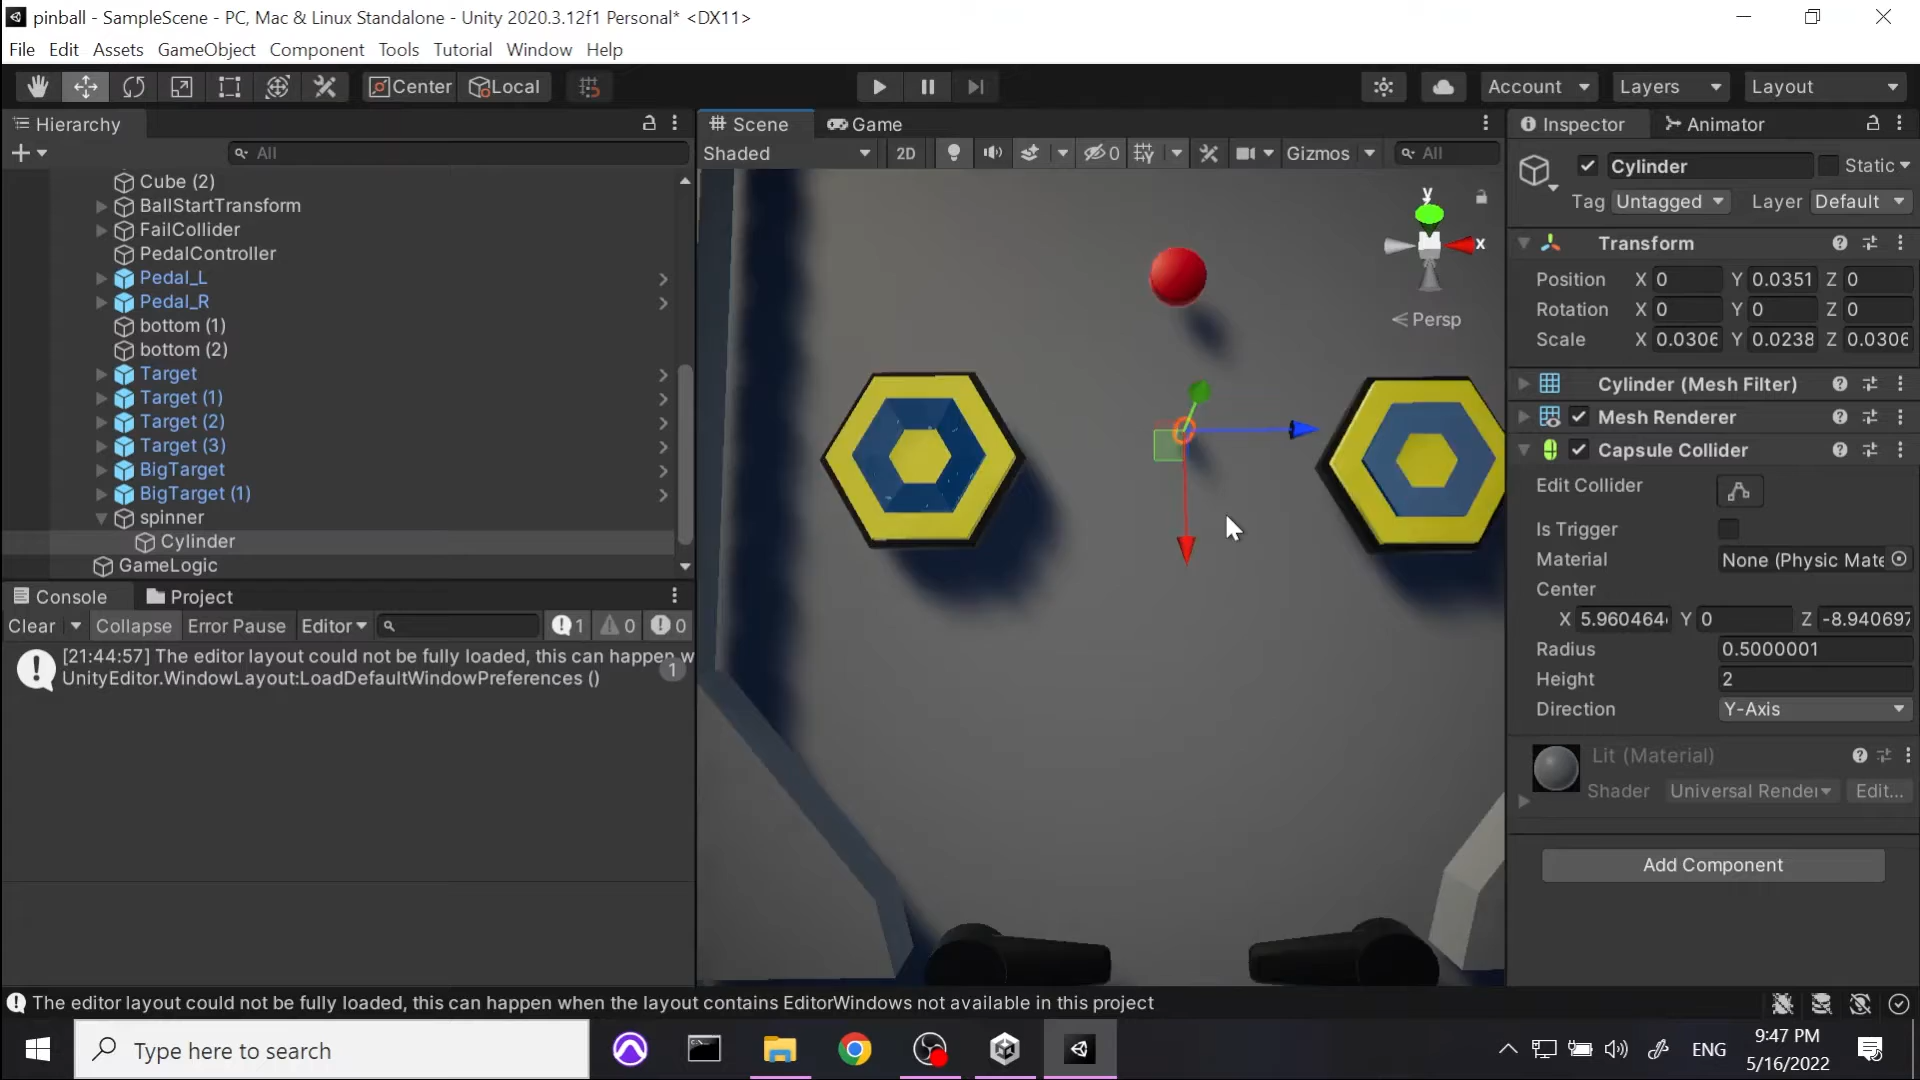 pinball - SampleScene - PC, Mac & Linux Standalone - Unity 2020.3.12f1 Personal* <DX11>
File Edit Assets GameObject Component Tools Tutorial Window Help
Center Local Account Layers Layout
Hierarchy
All
Cube (2)
BallStartTransform
FailCollider
PedalController
Pedal_L
Pedal_R
bottom (1)
bottom (2)
Target
Target (1)
Target (2)
Target (3)
BigTarget
BigTarget (1)
spinner
Cylinder
GameLogic
Console Project
Clear Collapse Error Pause Editor 1 0 0
[21:44:57] The editor layout could not be fully loaded, this can happen w
UnityEditor.WindowLayout:LoadDefaultWindowPreferences ()
1
Scene Game
Shaded 2D 0 Gizmos All
y
x
Persp
Inspector Animator
Cylinder Static
Tag Untagged Layer Default
Transform
Position X 0 Y 0.0351 Z 0
Rotation X 0 Y 0 Z 0
Scale X 0.0306 Y 0.0238 Z 0.0306
Cylinder (Mesh Filter)
Mesh Renderer
Capsule Collider
Edit Collider
Is Trigger
Material None (Physic Mate
Center
X 5.960464 Y 0 Z -8.940697
Radius 0.5000001
Height 2
Direction Y-Axis
Lit (Material)
Shader Universal Render Edit...
Add Component
The editor layout could not be fully loaded, this can happen when the layout contains EditorWindows not available in this project
Type here to search
ENG
9:47 PM
5/16/2022